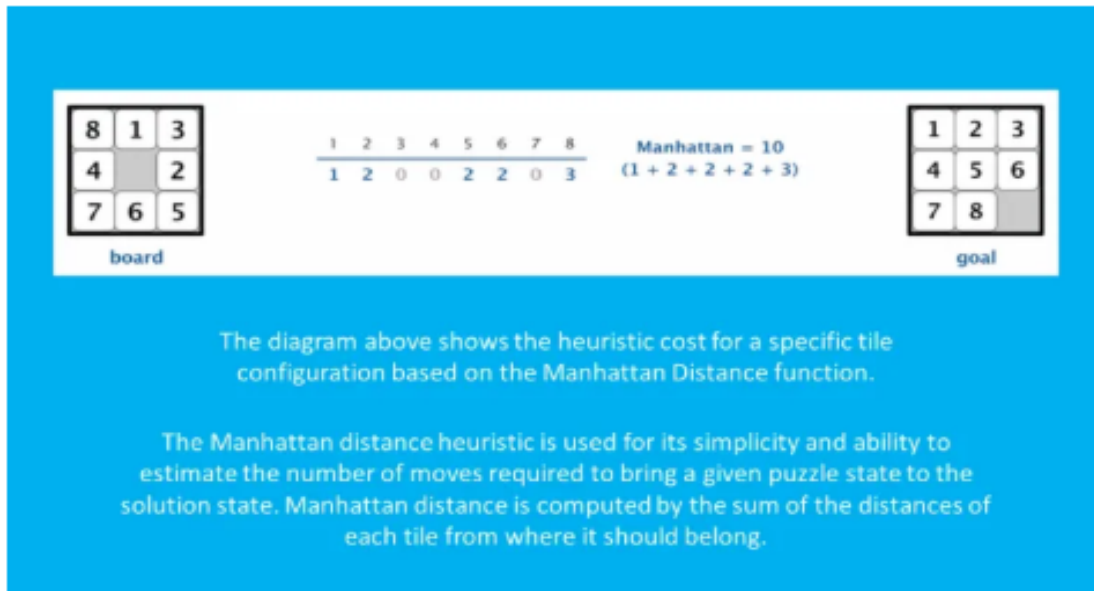 8 1 3
4 2
7 6 5
board
1 2 3 4 5 6 7 8
1 2 0 0 2 2 0 3
Manhattan = 10
(1 + 2 + 2 + 2 + 3)
1 2 3
4 5 6
7 8
goal
The diagram above shows the heuristic cost for a specific tile
configuration based on the Manhattan Distance function.
The Manhattan distance heuristic is used for its simplicity and ability to
estimate the number of moves required to bring a given puzzle state to the
solution state. Manhattan distance is computed by the sum of the distances of
each tile from where it should belong.